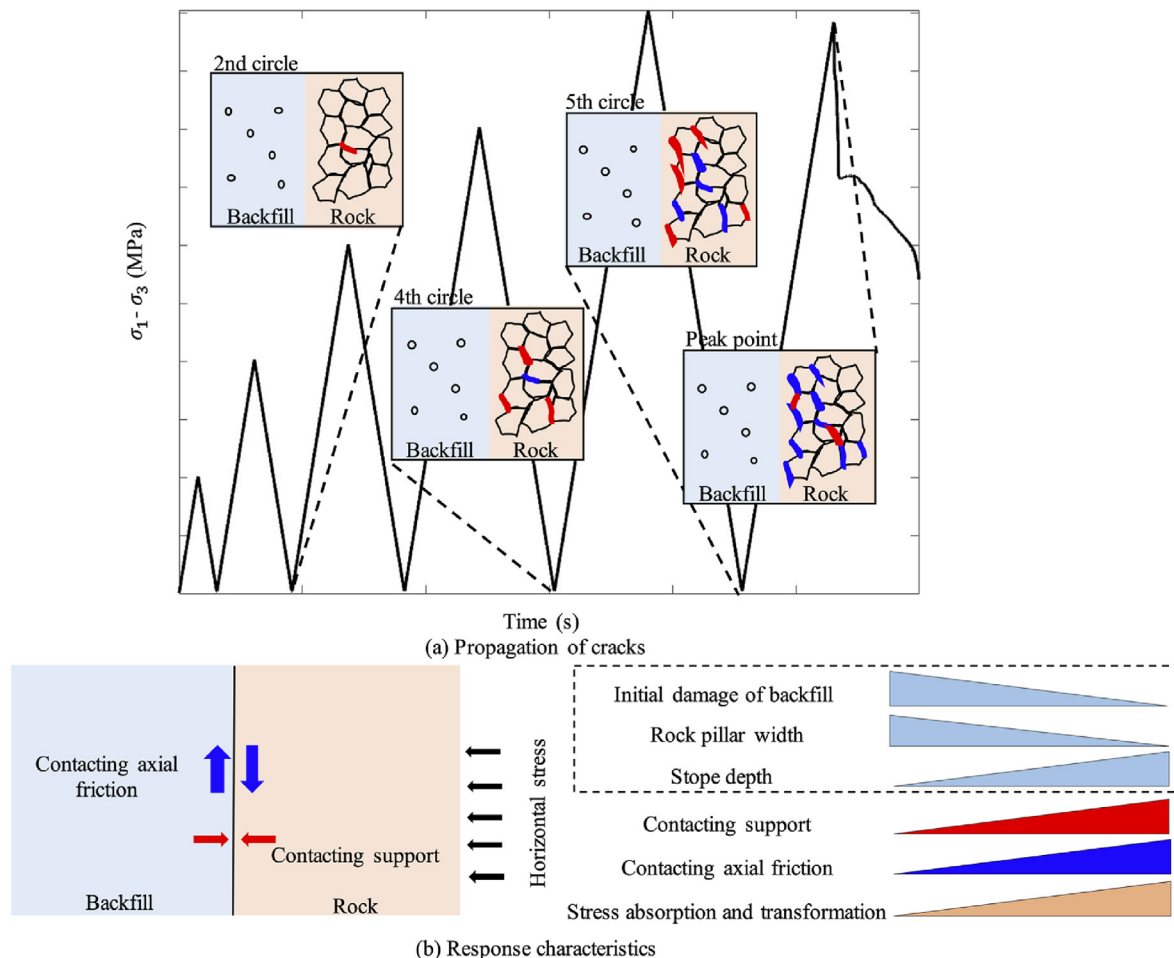 2nd circle
Backfill Rock
5th circle
Backfill Rock
4th circle
Backfill Rock
Peak point
Backfill Rock
σ1- σ3 (MPa)
Time (s)
(a) Propagation of cracks
Contacting axial
friction
Contacting support
Backfill
Rock
Horizontal stress
Initial damage of backfill
Rock pillar width
Stope depth
Contacting support
Contacting axial friction
Stress absorption and transformation
(b) Response characteristics